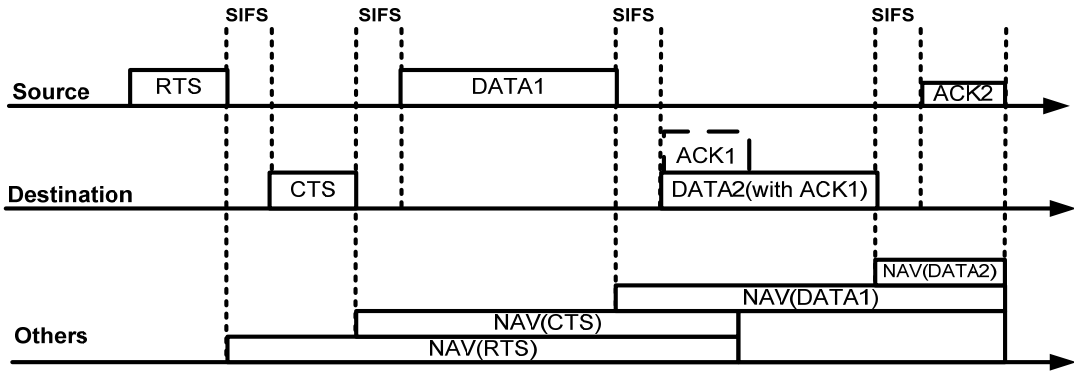 SIFS SIFS SIFS SIFS
Source RTS DATA1 ACK2
ACK1
Destination CTS DATA2(with ACK1)
NAV(DATA2)
NAV(DATA1)
Others NAV(CTS)
NAV(RTS)